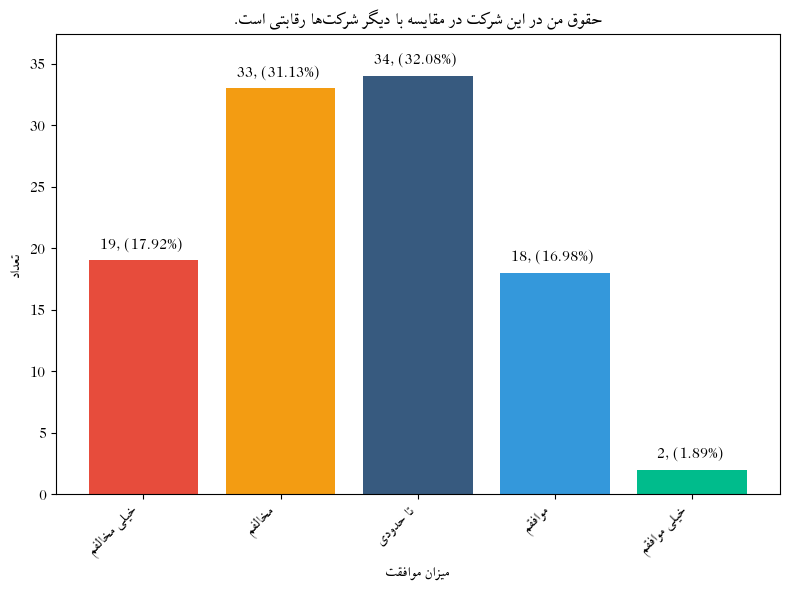 حقوق من در این شرکت در مقایسه با دیگر شرکت‌ها رقابتی است.
35
30
25
20
15
10
5
0
تعداد
19, (17.92%)
33, (31.13%)
34, (32.08%)
18, (16.98%)
2, (1.89%)
خیلی مخالفم
مخالفم
تا حدودی
موافقم
خیلی موافقم
میزان موافقت